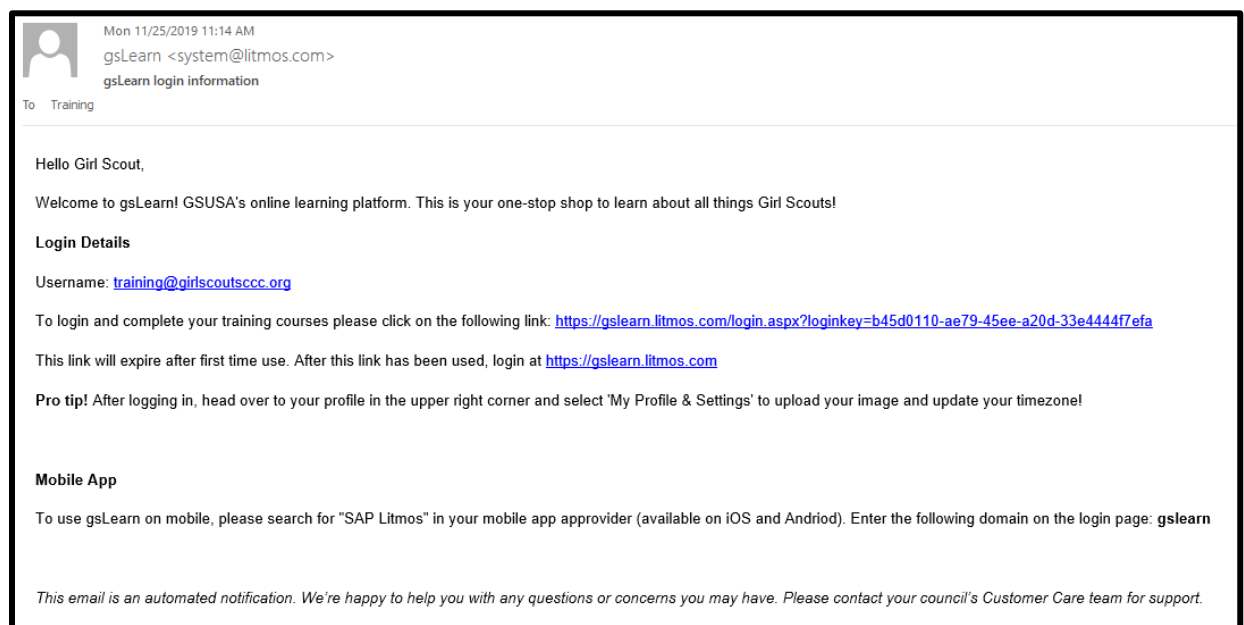 Mon 11/25/2019 11:14 AM
gsLearn <system@litmos.com>
gsLearn login information
To Training
Hello Girl Scout,
Welcome to gsLearn! GSUSA's online learning platform. This is your one-stop shop to learn about all things Girl Scouts!
Login Details
Username: training@girlscoutsccc.org
To login and complete your training courses please click on the following link: https://gslearn.litmos.com/login.aspx?loginkey=b45d0110-ae79-45ee-a20d-33e4444f7efa
This link will expire after first time use. After this link has been used, login at https://gslearn.litmos.com
Pro tip! After logging in, head over to your profile in the upper right corner and select 'My Profile & Settings' to upload your image and update your timezone!
Mobile App
To use gsLearn on mobile, please search for "SAP Litmos" in your mobile app approvider (available on iOS and Andriod). Enter the following domain on the login page: gslearn
This email is an automated notification. We're happy to help you with any questions or concerns you may have. Please contact your council's Customer Care team for support.